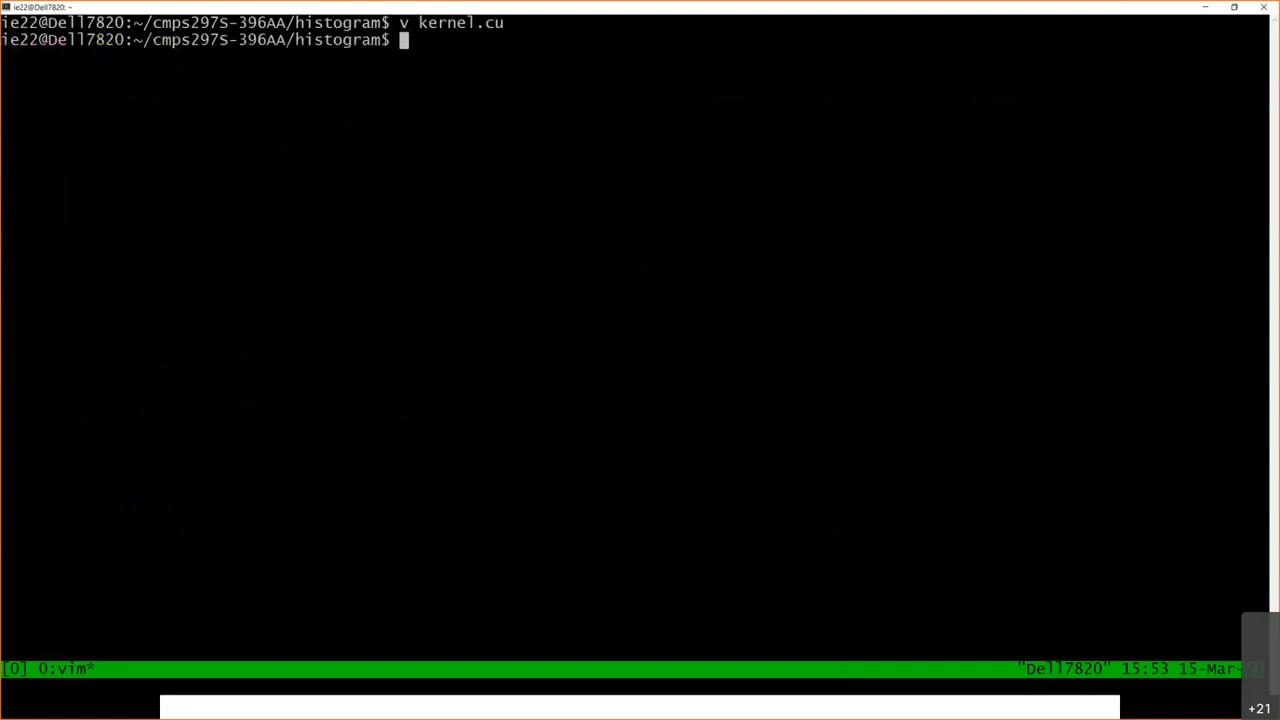 ie22@Dell7820: ~
ie22@Dell7820:~/cmps297S-396AA/histogram$ v kernel.cu
ie22@Dell7820:~/cmps297S-396AA/histogram$
[0] 0:vim* "Dell7820" 15:53 15-Mar-
+21